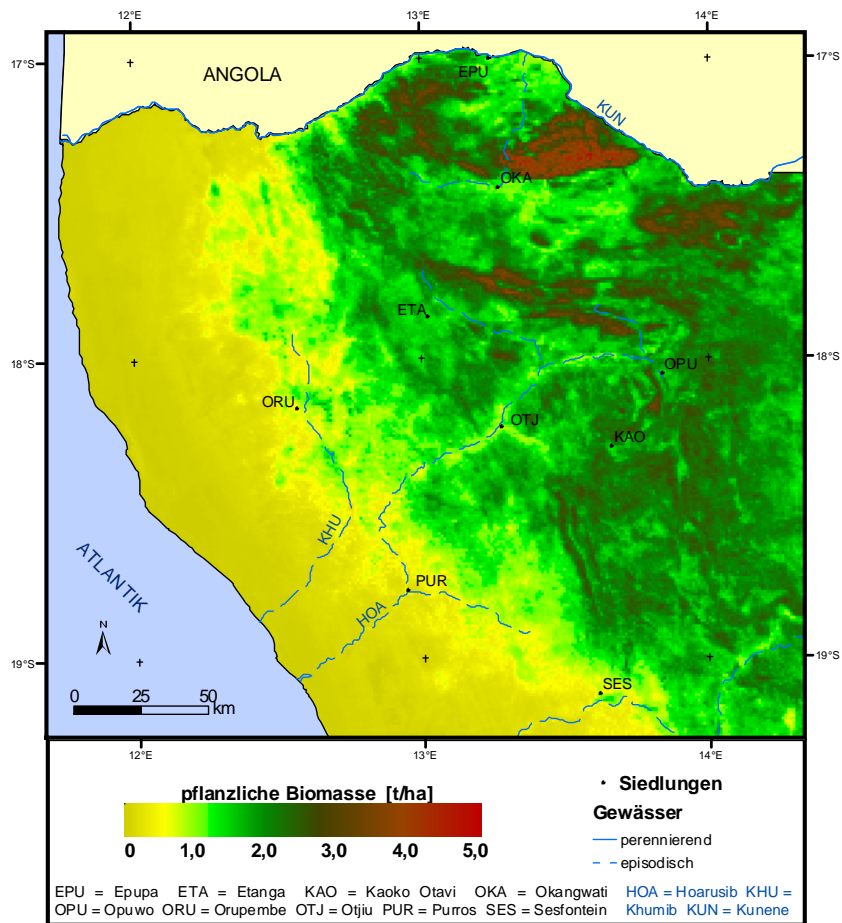 12°E 13°E 14°E
17°S 17°S
ANGOLA
EPU
KUN
OKA
ETA
18°S 18°S
OPU
ORU
OTJ
KAO
KHU
ATLANTIK
PUR
HOA
N
19°S 19°S
SES
0 25 50
km
12°E 13°E 14°E
pflanzliche Biomasse [t/ha]
0 1,0 2,0 3,0 4,0 5,0
Siedlungen
Gewässer
perennierend
episodisch
EPU = Epupa ETA = Etanga KAO = Kaoko Otavi OKA = Okangwati HOA = Hoarusib KHU =
OPU = Opuwo ORU = Orupembe OTJ = Otjiu PUR = Purros SES = Sesfontein Khumib KUN = Kunene